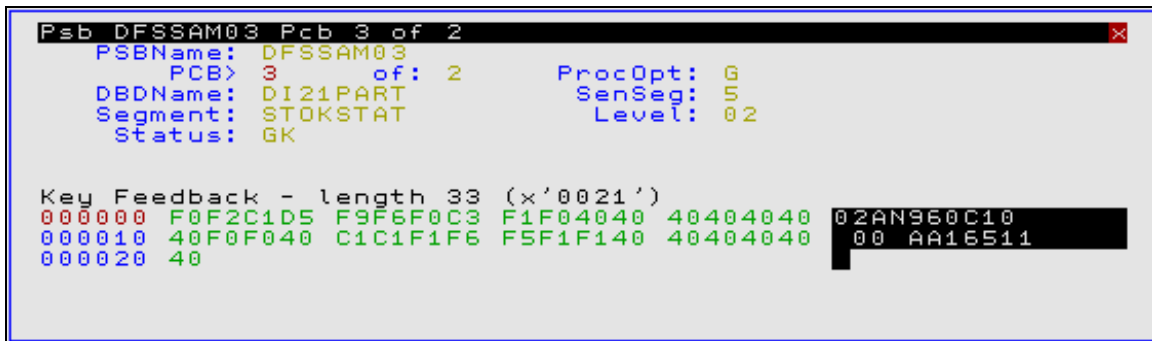 Psb DFSSAM03 Pcb 3 of 2 ×
PSBName: DFSSAM03
PCB> 3 of: 2 ProcOpt: G
DBDName: DI21PART SenSeg: 5
Segment: STOKSTAT Level: 02
Status: GK
Key Feedback - length 33 (x'0021')
000000 F0F2C1D5 F9F6F0C3 F1F04040 40404040 02AN960C10
000010 40F0F040 C1C1F1F6 F5F1F140 40404040 00 AA16511
000020 40